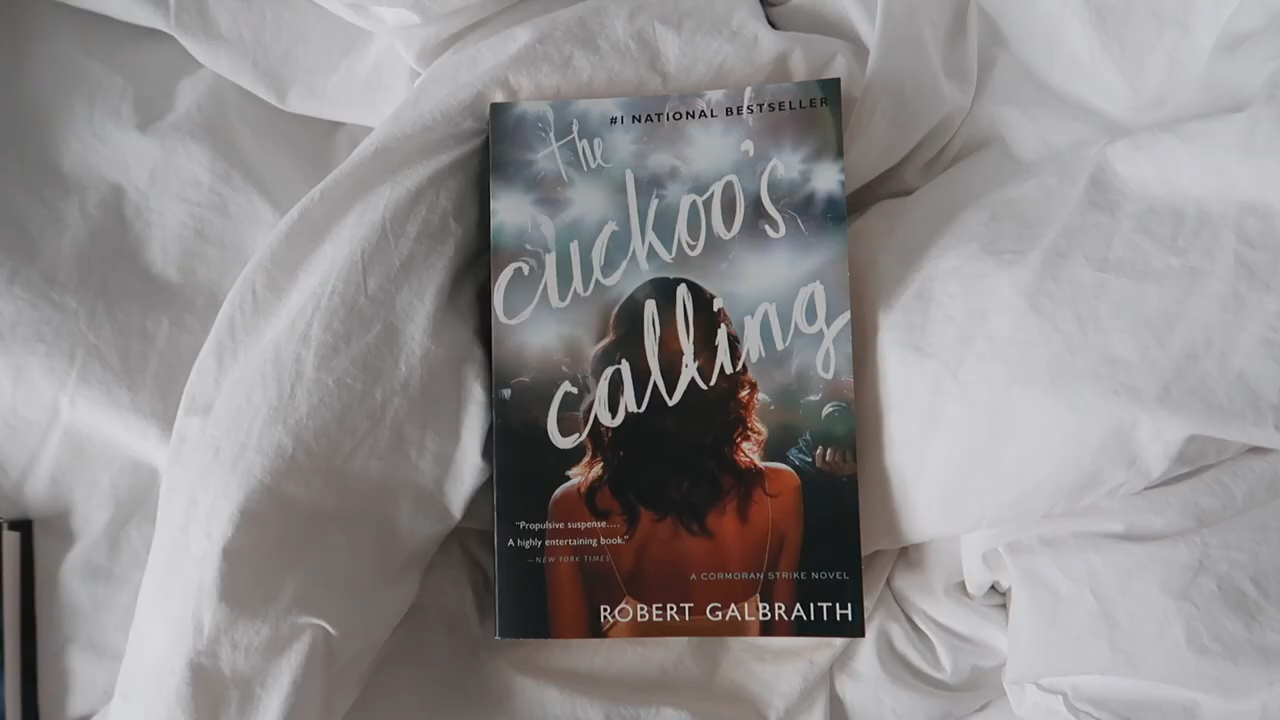 #1 NATIONAL BESTSELLER
the
cuckoo's
calling
"Propulsive suspense....
A highly entertaining book."
—NEW YORK TIMES
A CORMORAN STRIKE NOVEL
ROBERT GALBRAITH